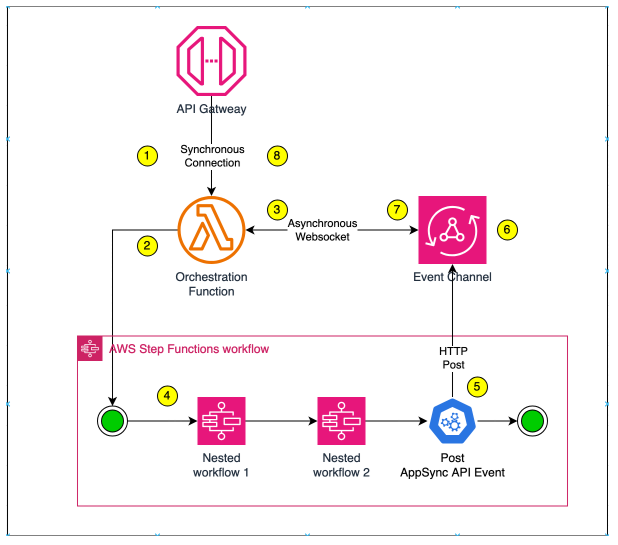 API Gatweay
1
Synchronous
Connection
8
3
Asynchronous
Websocket
7
6
2
Orchestration
Function
Event Channel
AWS Step Functions workflow
HTTP
Post
4
5
Nested
workflow 1
Nested
workflow 2
Post
AppSync API Event